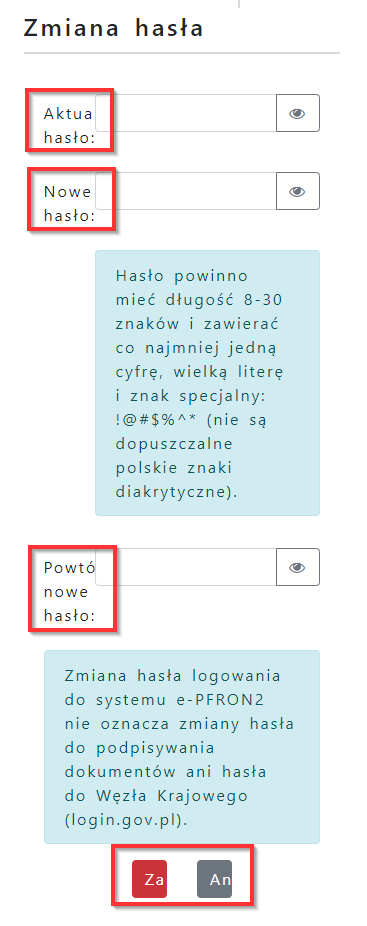 Zmiana hasła
Aktua
hasło:
Nowe
hasło:
Hasło powinno
mieć długość 8-30
znaków i zawierać
co najmniej jedną
cyfrę, wielką literę
i znak specjalny:
!@#$%^* (nie są
dopuszczalne
polskie znaki
diakrytyczne).
Powtó
nowe
hasło:
Zmiana hasła logowania
do systemu e-PFRON2
nie oznacza zmiany hasła
do podpisywania
dokumentów ani hasła
do Węzła Krajowego
(login.gov.pl).
Za An